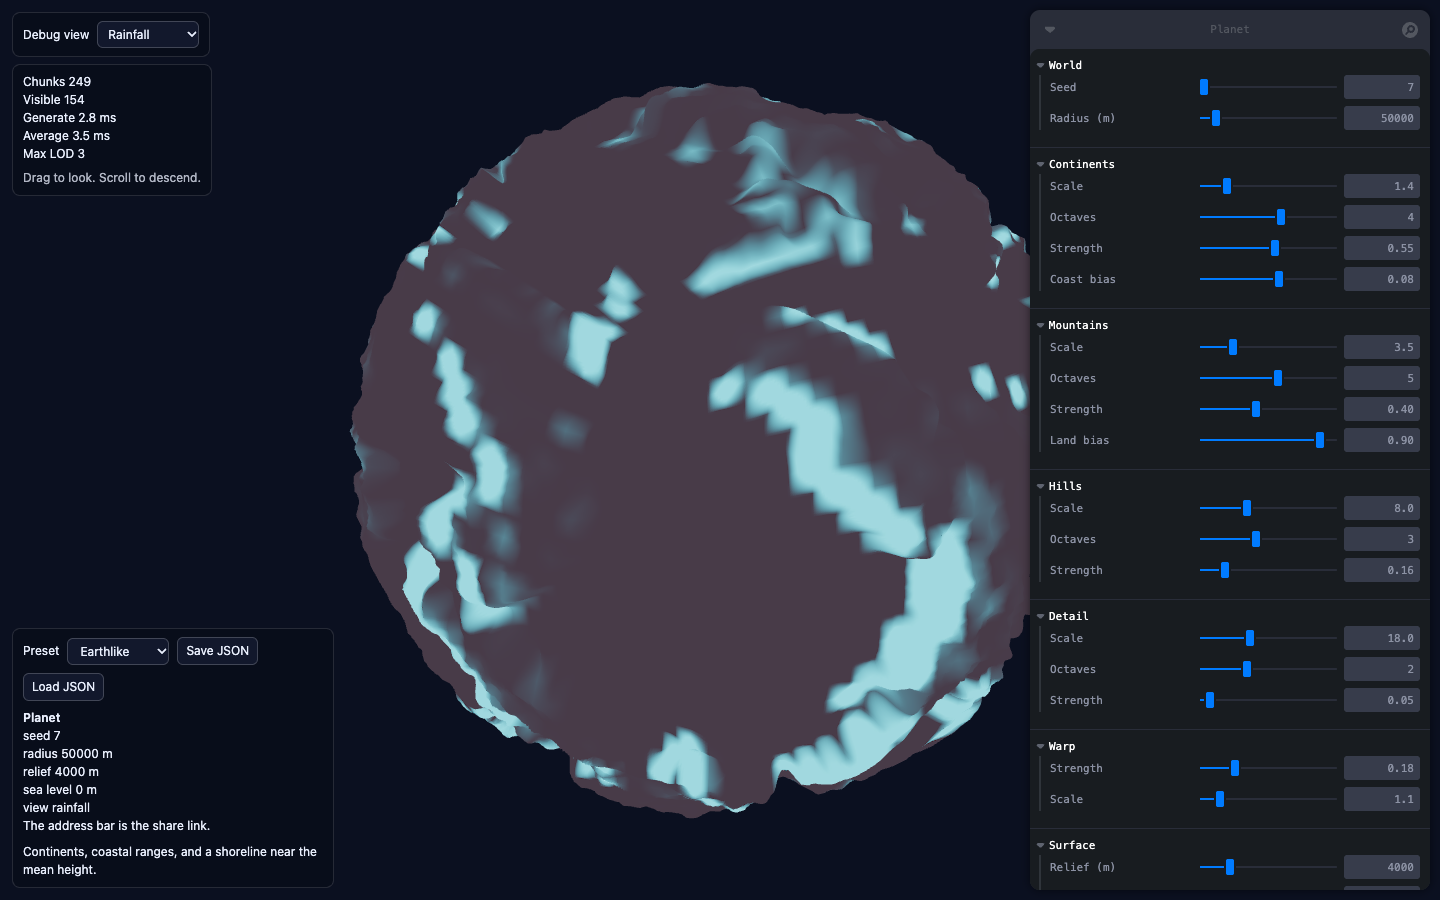 Debug view Rainfall
Chunks 249
Visible 154
Generate 2.8 ms
Average 3.5 ms
Max LOD 3
Drag to look. Scroll to descend.
Preset Earthlike Save JSON
Load JSON
Planet
seed 7
radius 50000 m
relief 4000 m
sea level 0 m
view rainfall
The address bar is the share link.
Continents, coastal ranges, and a shoreline near the
mean height.
Planet
World
Seed 7
Radius (m) 50000
Continents
Scale 1.4
Octaves 4
Strength 0.55
Coast bias 0.08
Mountains
Scale 3.5
Octaves 5
Strength 0.40
Land bias 0.90
Hills
Scale 8.0
Octaves 3
Strength 0.16
Detail
Scale 18.0
Octaves 2
Strength 0.05
Warp
Strength 0.18
Scale 1.1
Surface
Relief (m) 4000